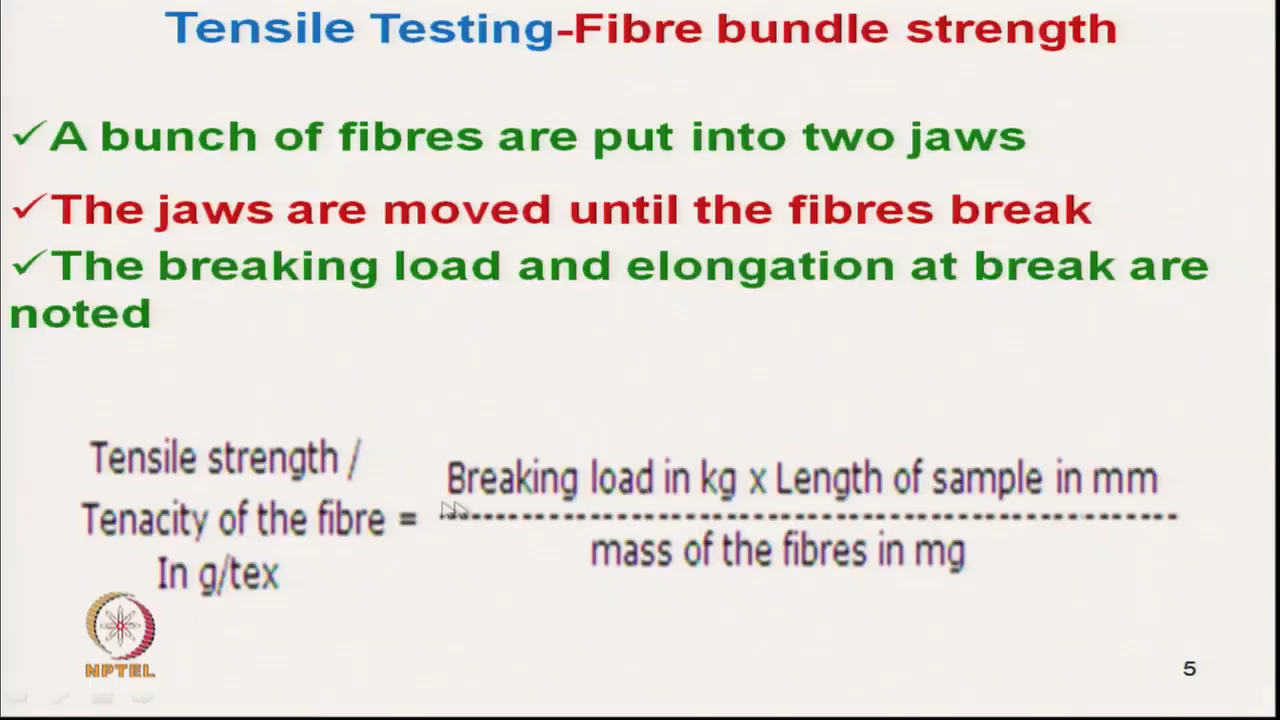 Tensile Testing-Fibre bundle strength
✓A bunch of fibres are put into two jaws
✓The jaws are moved until the fibres break
✓The breaking load and elongation at break are
noted
Tensile strength /
Tenacity of the fibre =
In g/tex
Breaking load in kg x Length of sample in mm
mass of the fibres in mg
NPTEL
5